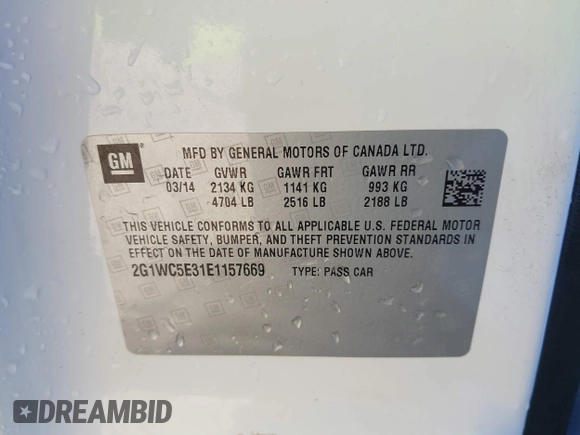 GM
MFD BY GENERAL MOTORS OF CANADA LTD.
DATE GVWR GAWR FRT GAWR RR
03/14 2134 KG 1141 KG 993 KG
4704 LB 2516 LB 2188 LB
THIS VEHICLE CONFORMS TO ALL APPLICABLE U.S. FEDERAL MOTOR
VEHICLE SAFETY, BUMPER, AND THEFT PREVENTION STANDARDS IN
EFFECT ON THE DATE OF MANUFACTURE SHOWN ABOVE.
2G1WC5E31E1157669 TYPE: PASS CAR
DREAMBID